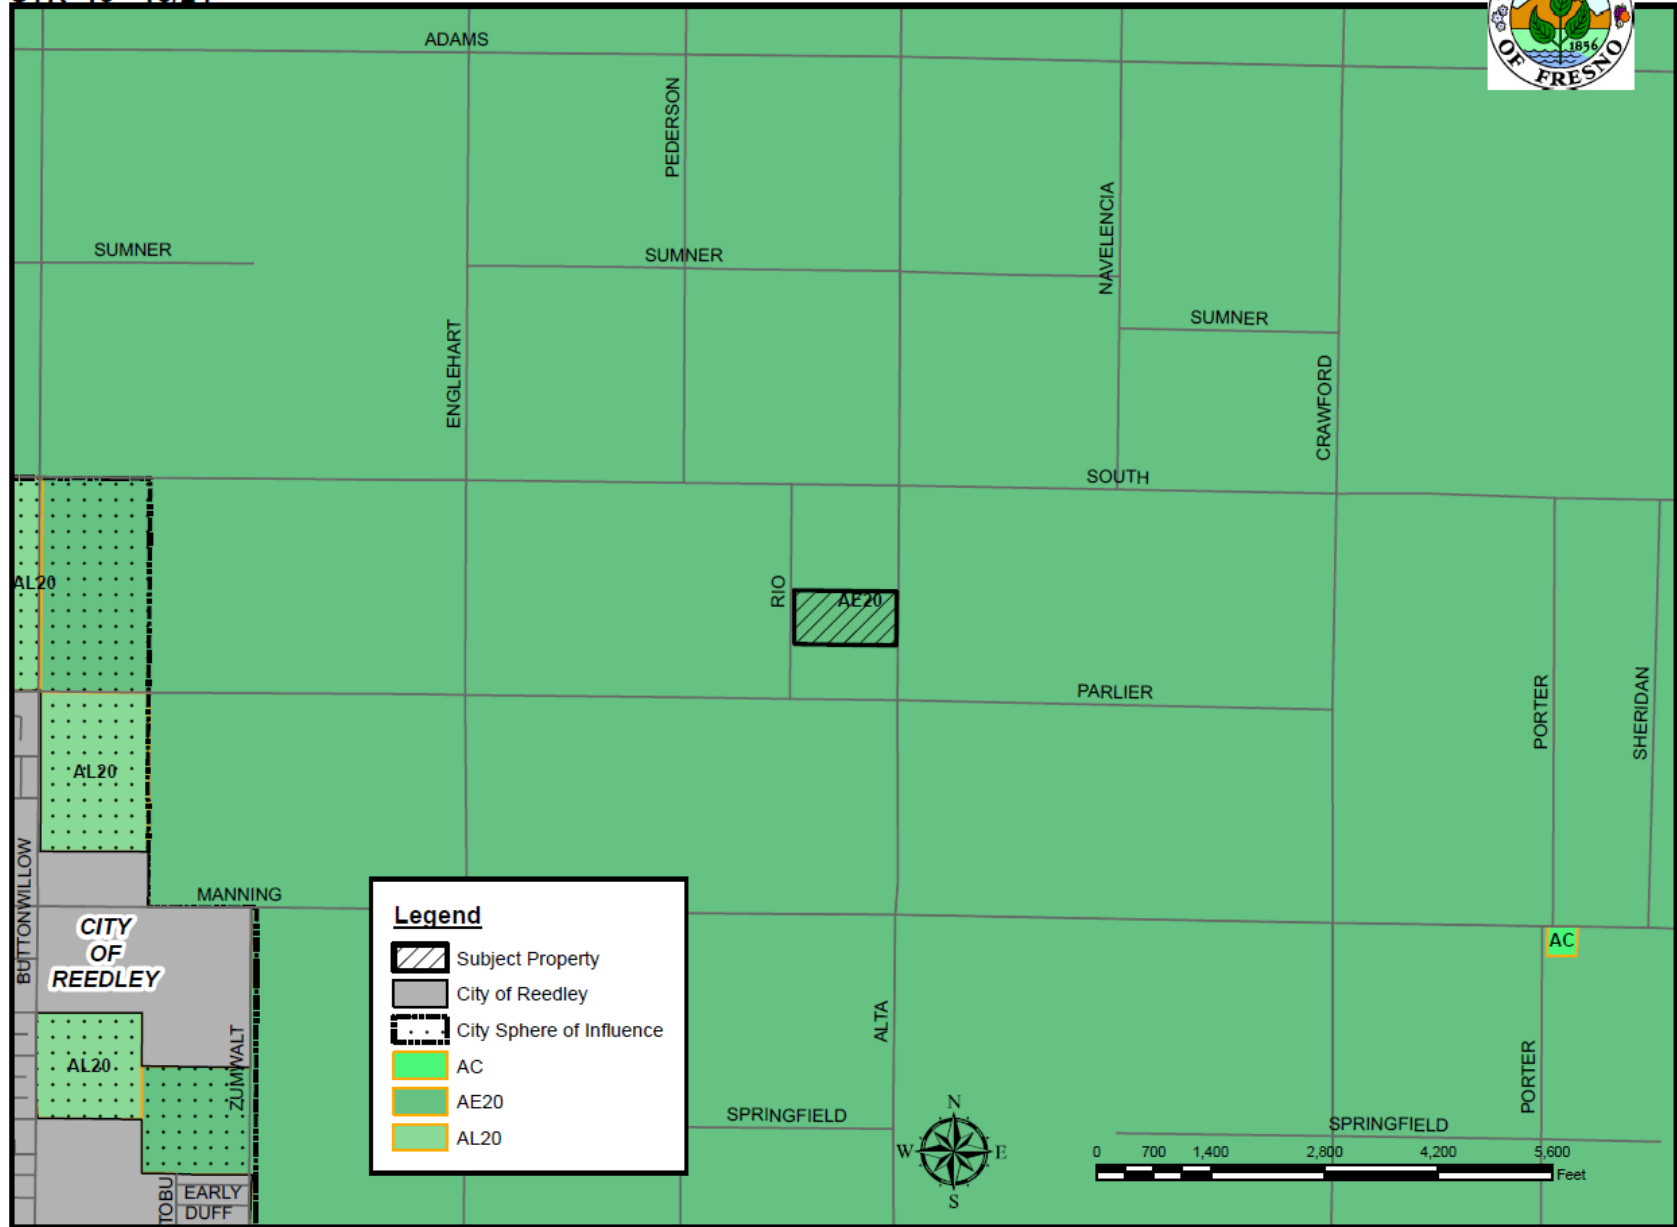 1856
OF FRESNO
ADAMS
PEDERSON
NAVELENCIA
SUMNER
SUMNER
SUMNER
ENGLEHART
CRAWFORD
SOUTH
AL20
RIO
AE20
PARLIER
PORTER
SHERIDAN
AL20
BUTTONWILLOW
MANNING
CITY
OF
REEDLEY
AC
Legend
Subject Property
City of Reedley
City Sphere of Influence
AC
AE20
AL20
ALTA
AL20
ZUMWALT
PORTER
SPRINGFIELD
SPRINGFIELD
N
W E
S
0 700 1,400 2,800 4,200 5,600
Feet
TOBU
EARLY
DUFF